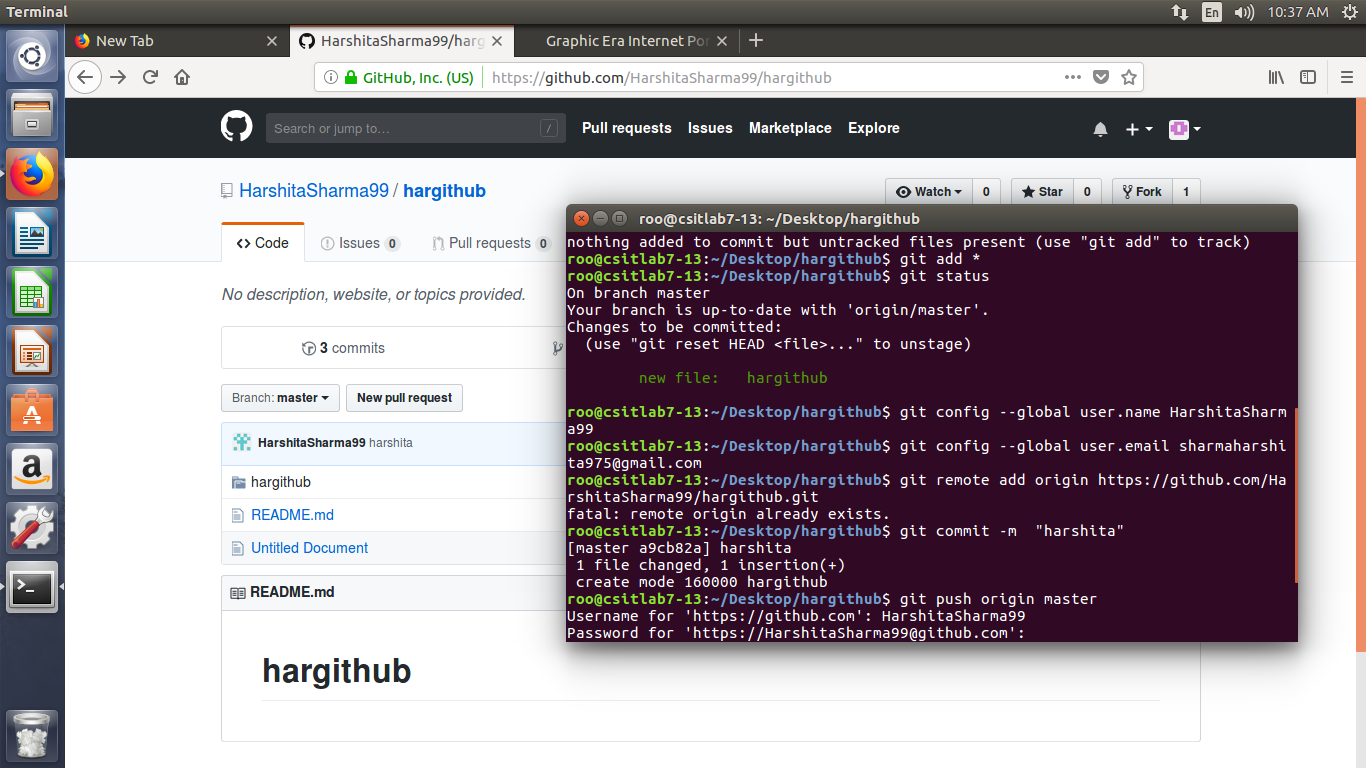 Terminal
En
10:37 AM
New Tab
HarshitaSharma99/harg
Graphic Era Internet Por
GitHub, Inc. (US)
https://github.com/HarshitaSharma99/hargithub
Search or jump to…
/
Pull requests
Issues
Marketplace
Explore
HarshitaSharma99 / hargithub
Watch
0
Star
0
Fork
1
Code
Issues 0
Pull requests 0
No description, website, or topics provided.
3 commits
Branch: master
New pull request
HarshitaSharma99 harshita
hargithub
README.md
Untitled Document
README.md
hargithub
roo@csitlab7-13: ~/Desktop/hargithub
nothing added to commit but untracked files present (use "git add" to track)
roo@csitlab7-13:~/Desktop/hargithub$ git add *
roo@csitlab7-13:~/Desktop/hargithub$ git status
On branch master
Your branch is up-to-date with 'origin/master'.
Changes to be committed:
  (use "git reset HEAD <file>..." to unstage)
        new file:   hargithub
roo@csitlab7-13:~/Desktop/hargithub$ git config --global user.name HarshitaSharm
a99
roo@csitlab7-13:~/Desktop/hargithub$ git config --global user.email sharmaharshi
ta975@gmail.com
roo@csitlab7-13:~/Desktop/hargithub$ git remote add origin https://github.com/Ha
rshitaSharma99/hargithub.git
fatal: remote origin already exists.
roo@csitlab7-13:~/Desktop/hargithub$ git commit -m  "harshita"
[master a9cb82a] harshita
 1 file changed, 1 insertion(+)
 create mode 160000 hargithub
roo@csitlab7-13:~/Desktop/hargithub$ git push origin master
Username for 'https://github.com': HarshitaSharma99
Password for 'https://HarshitaSharma99@github.com':